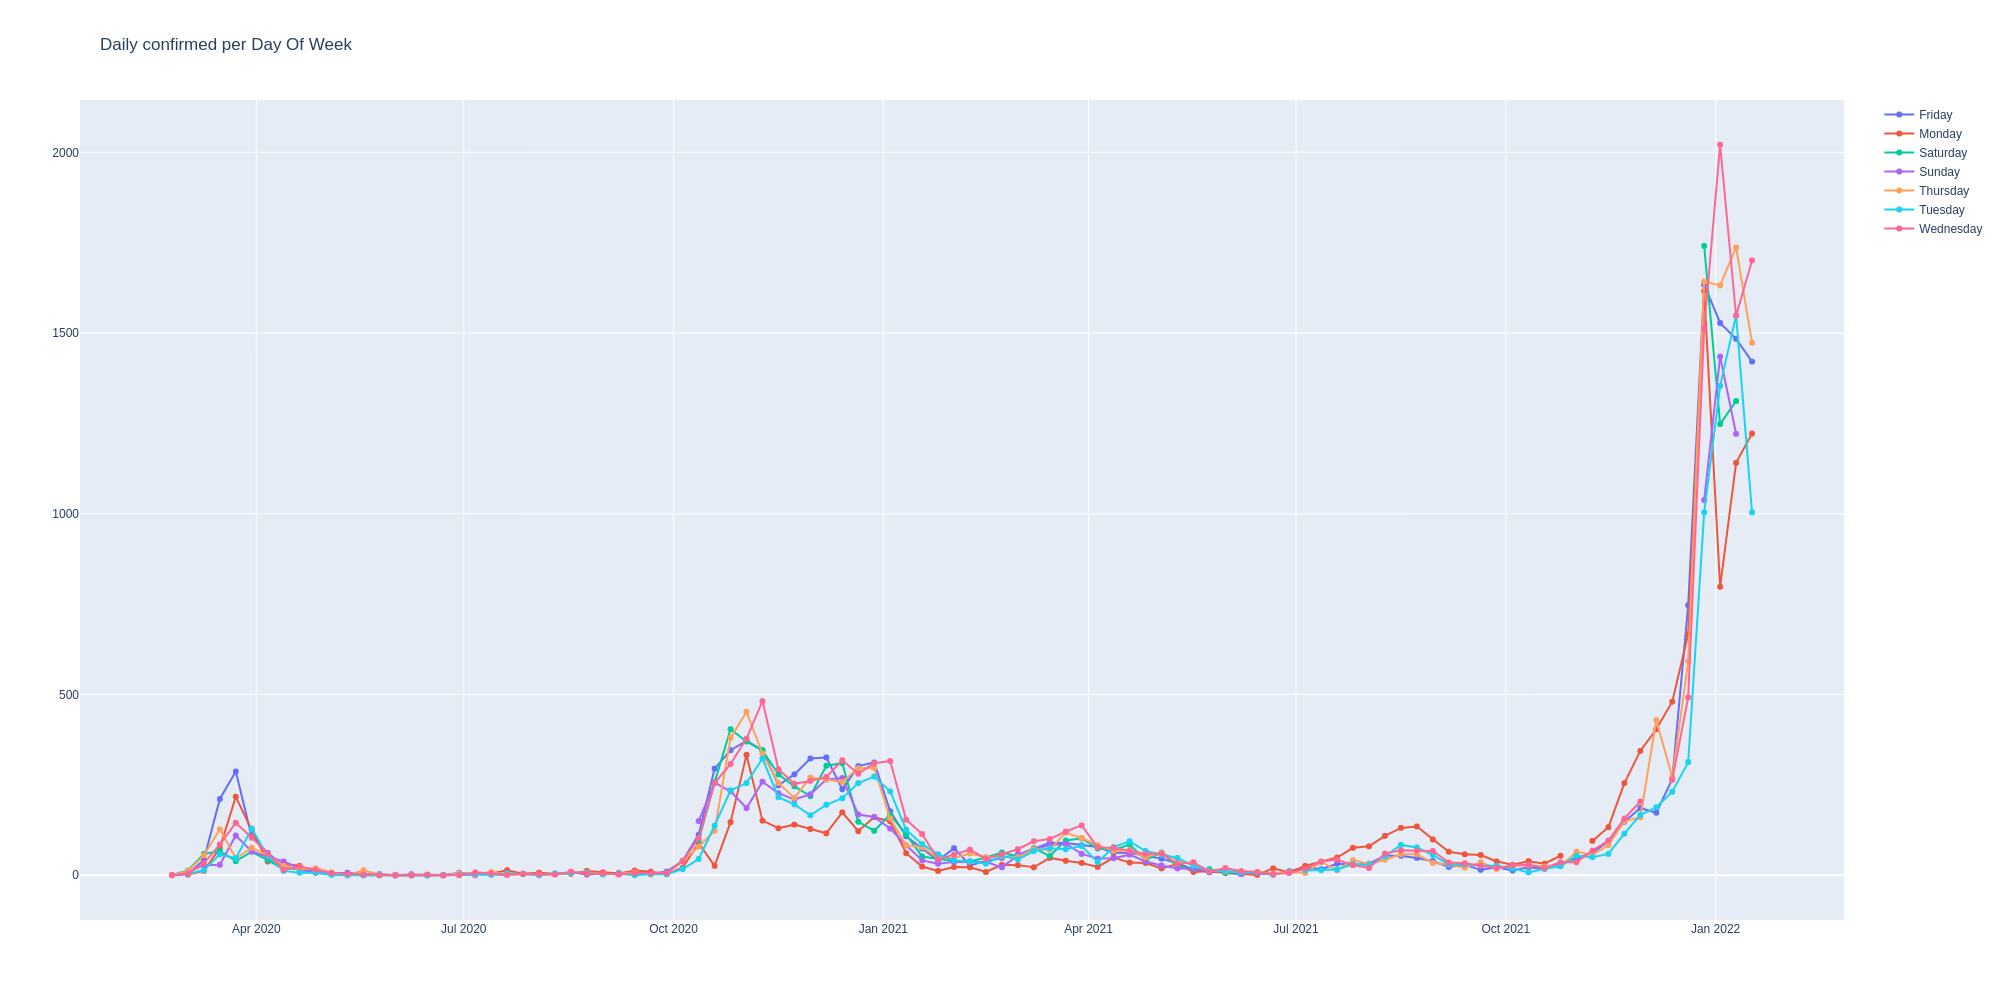 Daily confirmed per Day Of Week
Friday
Monday
Saturday
Sunday
Thursday
Tuesday
Wednesday
2000
1500
1000
500
0
Apr 2020
Jul 2020
Oct 2020
Jan 2021
Apr 2021
Jul 2021
Oct 2021
Jan 2022